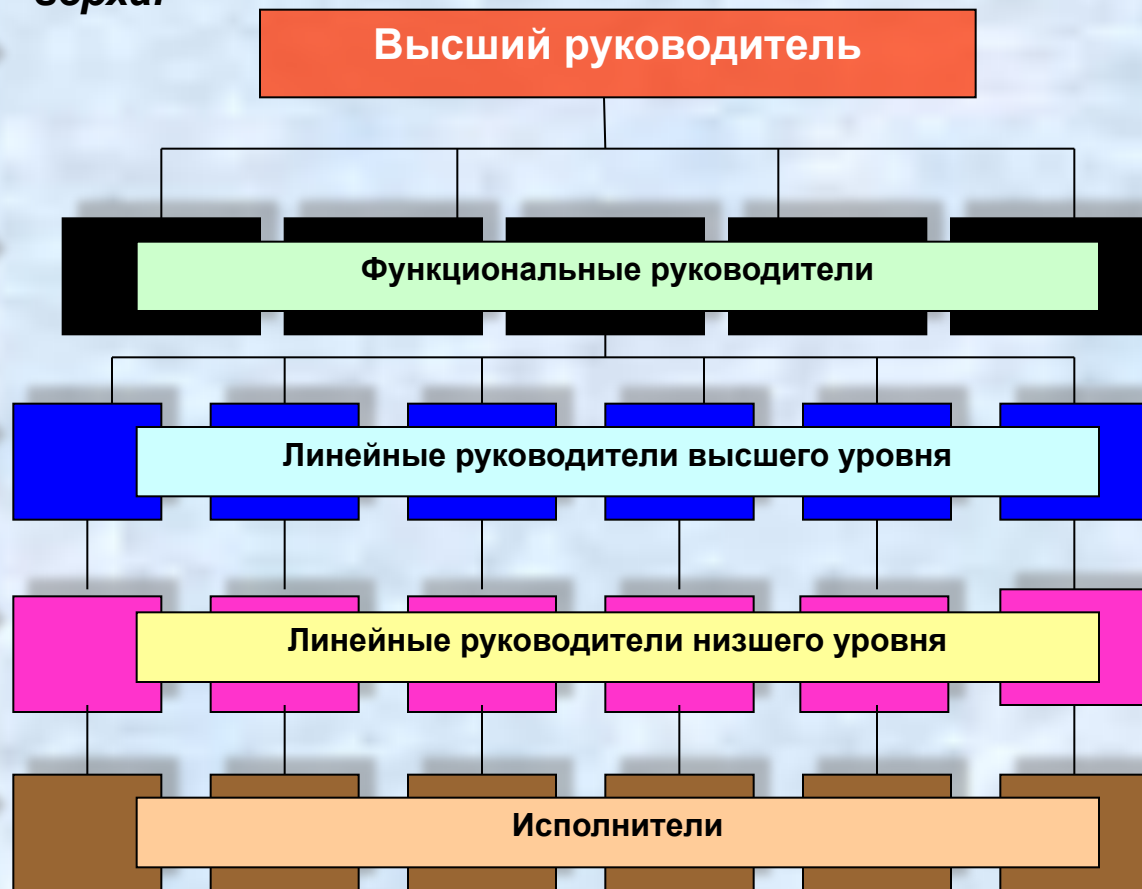 Высший руководитель
Функциональные руководители
Линейные руководители высшего уровня
Линейные руководители низшего уровня
Исполнители